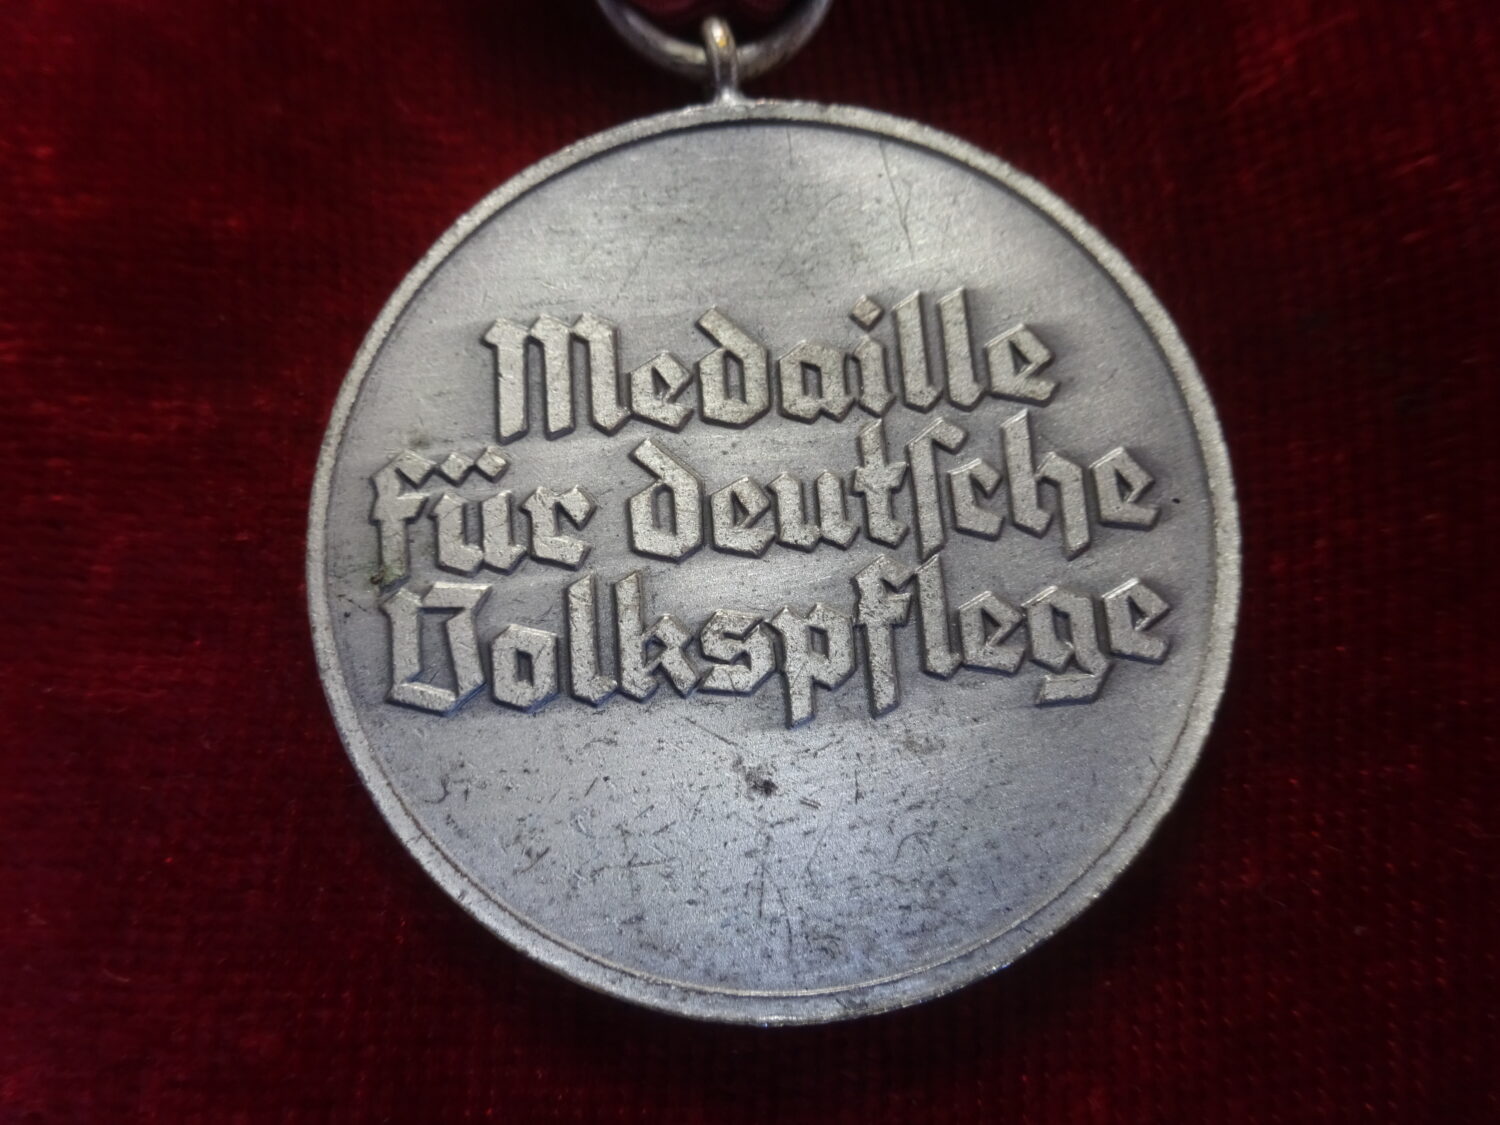 Medaille
für deutsche
Volkspflege